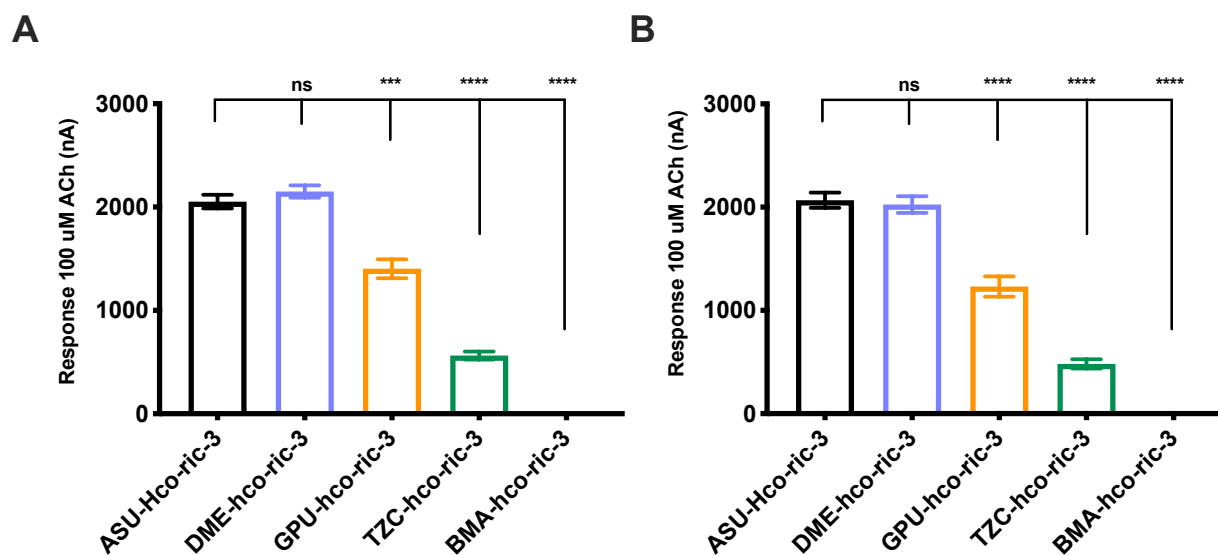 A
ns
***
****
****
Response 100 uM ACh (nA)
3000
2000
1000
0
ASU-Hco-ric-3
DME-hco-ric-3
GPU-hco-ric-3
TZC-hco-ric-3
BMA-hco-ric-3
B
ns
****
****
****
Response 100 uM ACh (nA)
3000
2000
1000
0
ASU-Hco-ric-3
DME-hco-ric-3
GPU-hco-ric-3
TZC-hco-ric-3
BMA-hco-ric-3